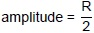 amplitude = R/2